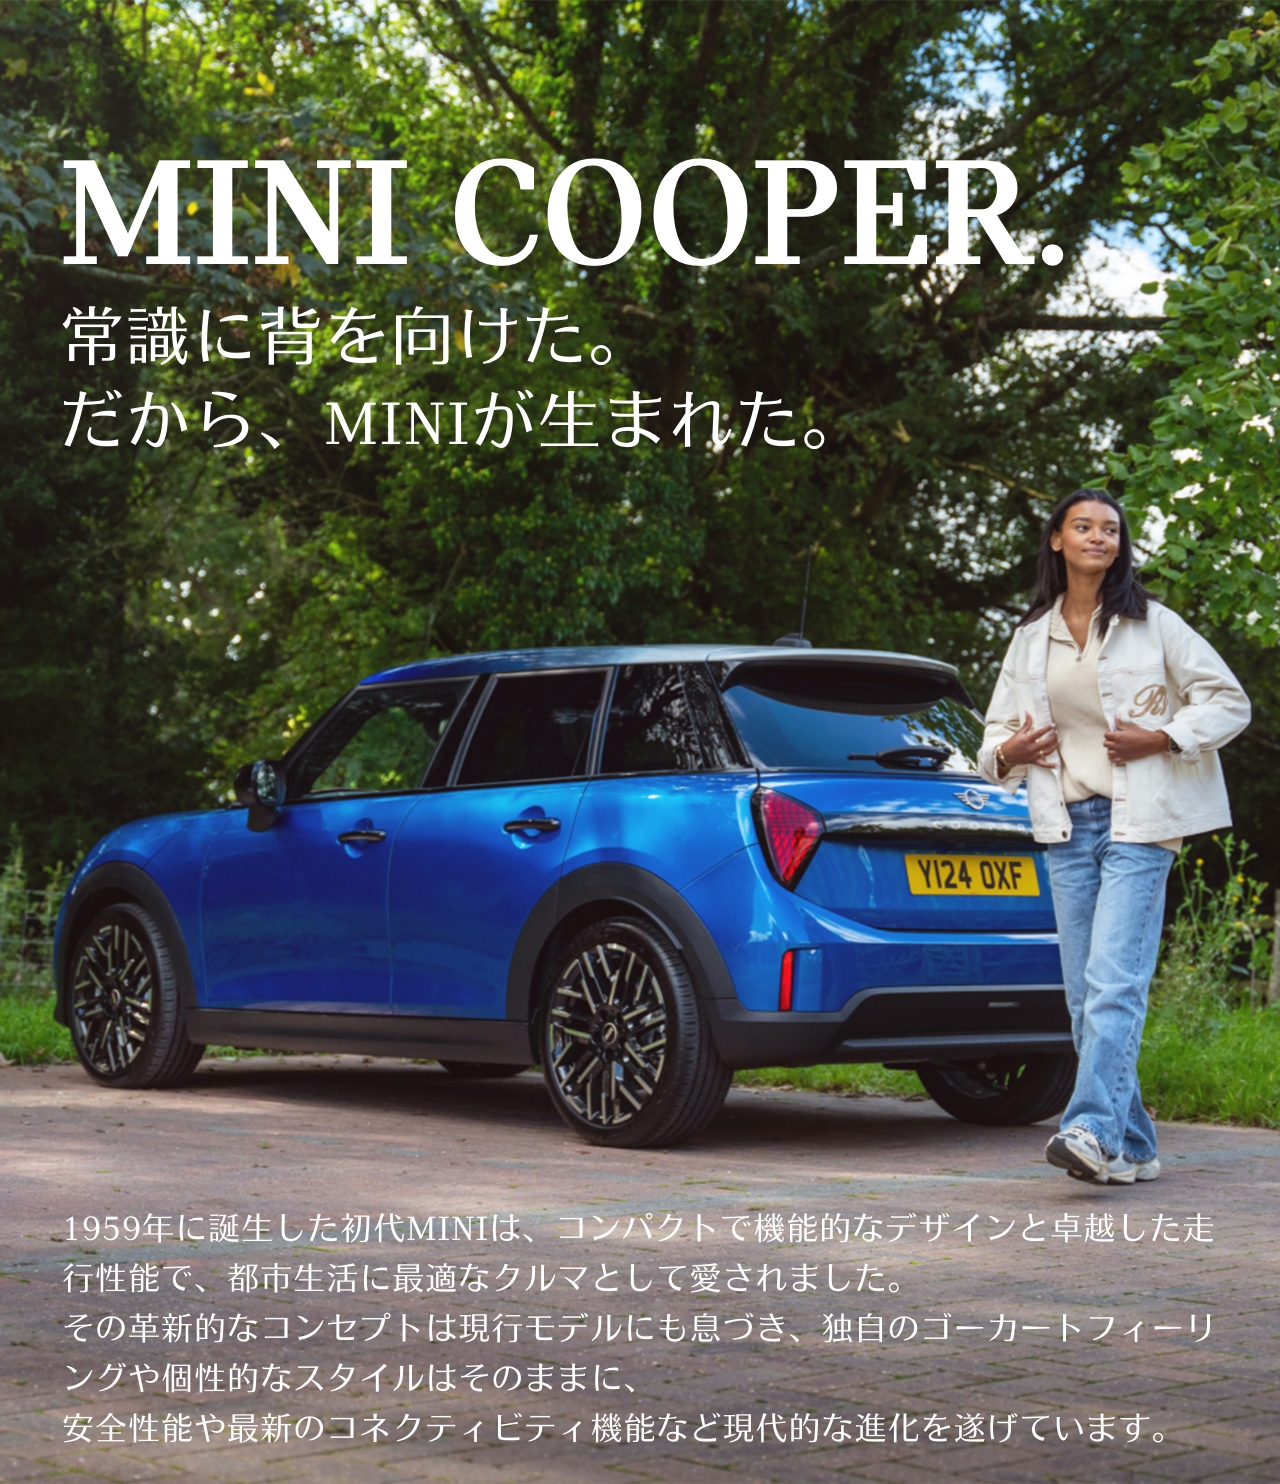 MINI COOPER.
常識に背を向けた。
だから、MINIが生まれた。
YI24 OXF
1959年に誕生した初代MINIは、コンパクトで機能的なデザインと卓越した走
行性能で、都市生活に最適なクルマとして愛されました。
その革新的なコンセプトは現行モデルにも息づき、独自のゴーカートフィーリ
ングや個性的なスタイルはそのままに、
安全性能や最新のコネクティビティ機能など現代的な進化を遂げています。